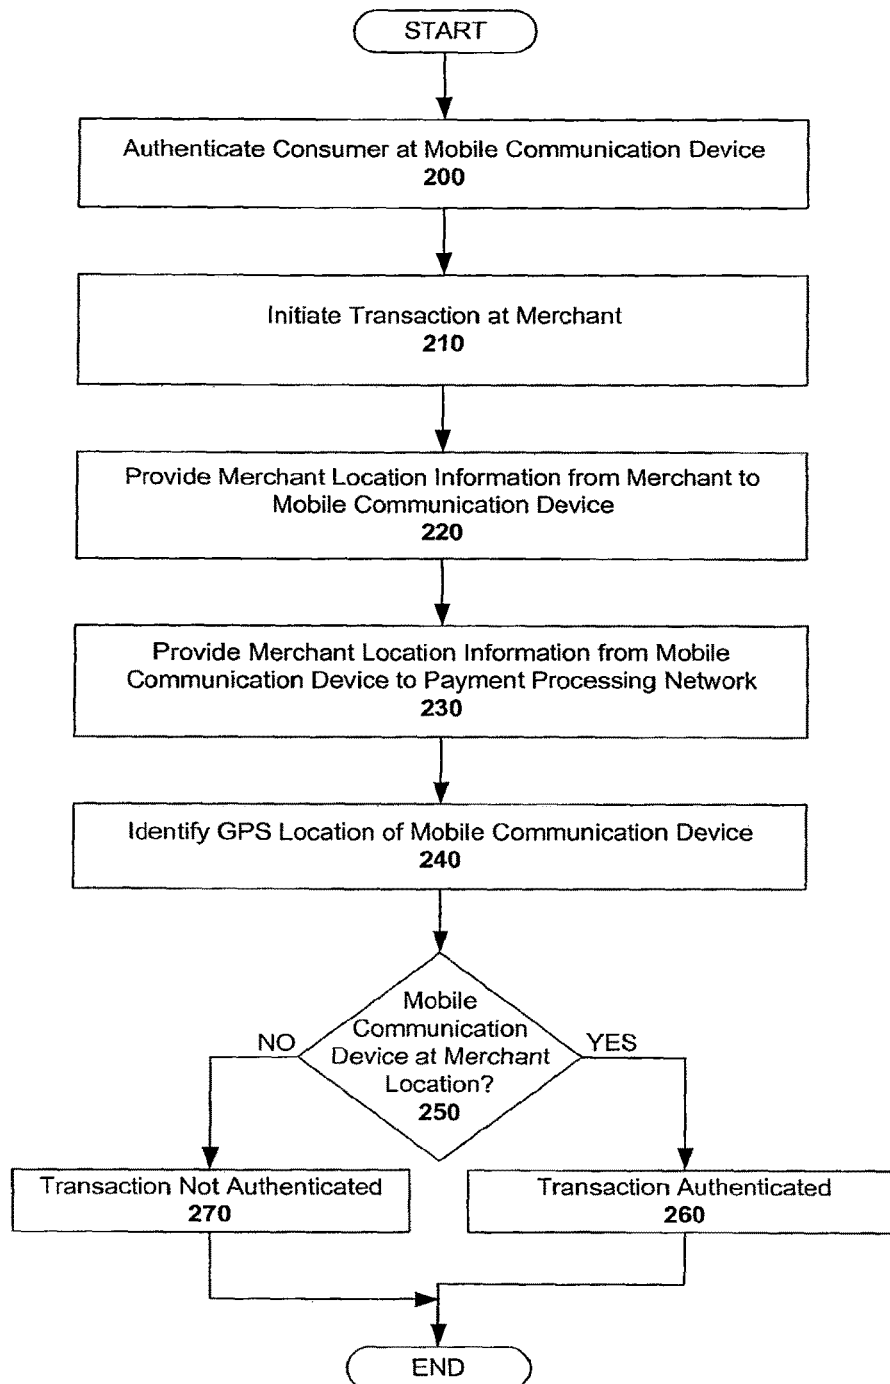 START
Authenticate Consumer at Mobile Communication Device
200
Initiate Transaction at Merchant
210
Provide Merchant Location Information from Merchant to
Mobile Communication Device
220
Provide Merchant Location Information from Mobile
Communication Device to Payment Processing Network
230
Identify GPS Location of Mobile Communication Device
240
Mobile
Communication
Device at Merchant
Location?
250
NO
YES
Transaction Not Authenticated
270
Transaction Authenticated
260
END